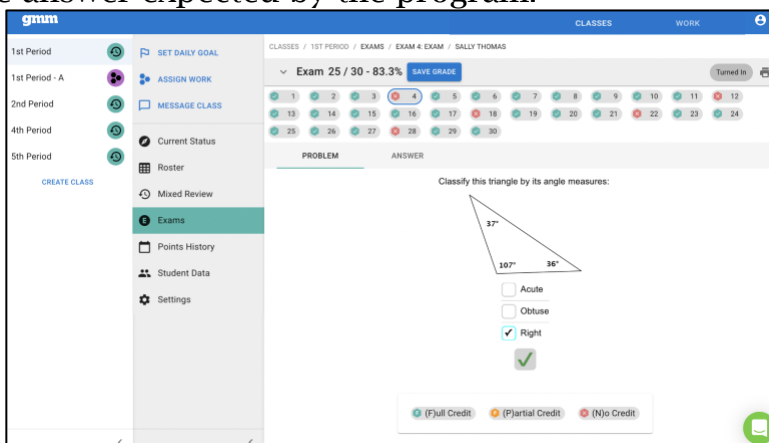 e answer expected by the program.
gmm
CLASSES
WORK
1st Period
1st Period - A
2nd Period
4th Period
5th Period
CREATE CLASS
SET DAILY GOAL
ASSIGN WORK
MESSAGE CLASS
Current Status
Roster
Mixed Review
E Exams
Points History
Student Data
Settings
CLASSES / 1ST PERIOD / EXAMS / EXAM 4: EXAM / SALLY THOMAS
Exam 25 / 30 - 83.3% SAVE GRADE Turned In
1 2 3 4 5 6 7 8 9 10 11 12
13 14 15 16 17 18 19 20 21 22 23 24
25 26 27 28 29 30
PROBLEM ANSWER
Classify this triangle by its angle measures:
37°
107° 36°
Acute
Obtuse
Right
(F)ull Credit (P)artial Credit (N)o Credit